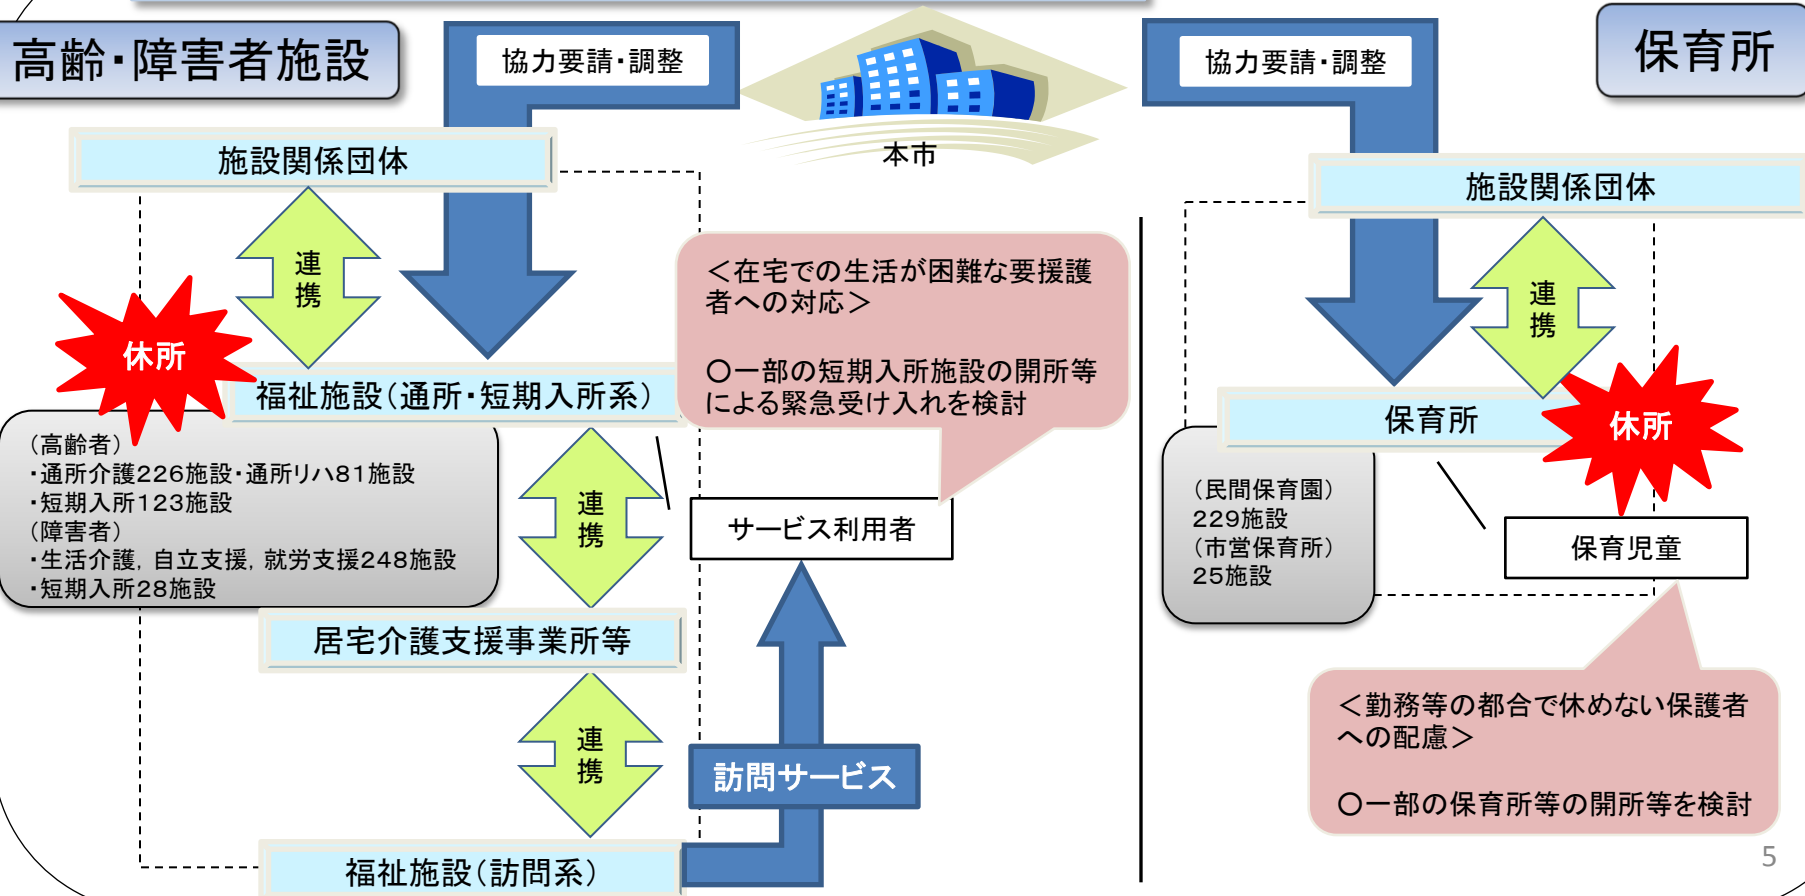 高齢・障害者施設
協力要請・調整
本市
協力要請・調整
保育所
施設関係団体
連
携
休所
福祉施設（通所・短期入所系）
（高齢者）
・通所介護226施設・通所リハ81施設
・短期入所123施設
（障害者）
・生活介護，自立支援，就労支援248施設
・短期入所28施設
連
携
居宅介護支援事業所等
連
携
福祉施設（訪問系）
＜在宅での生活が困難な要援護
者への対応＞
〇一部の短期入所施設の開所等
による緊急受け入れを検討
サービス利用者
訪問サービス
施設関係団体
連
携
保育所
休所
（民間保育園）
229施設
（市営保育所）
25施設
保育児童
＜勤務等の都合で休めない保護者
への配慮＞
〇一部の保育所等の開所等を検討
5